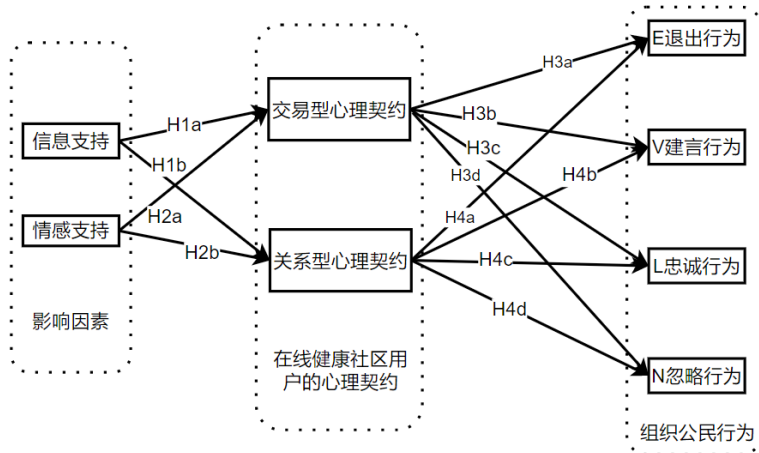 信息支持
情感支持
影响因素
H1a
H1b
H2a
H2b
交易型心理契约
关系型心理契约
在线健康社区用
户的心理契约
H3a
H3b
H3c
H3d
H4a
H4b
H4c
H4d
E退出行为
V建言行为
L忠诚行为
N忽略行为
组织公民行为